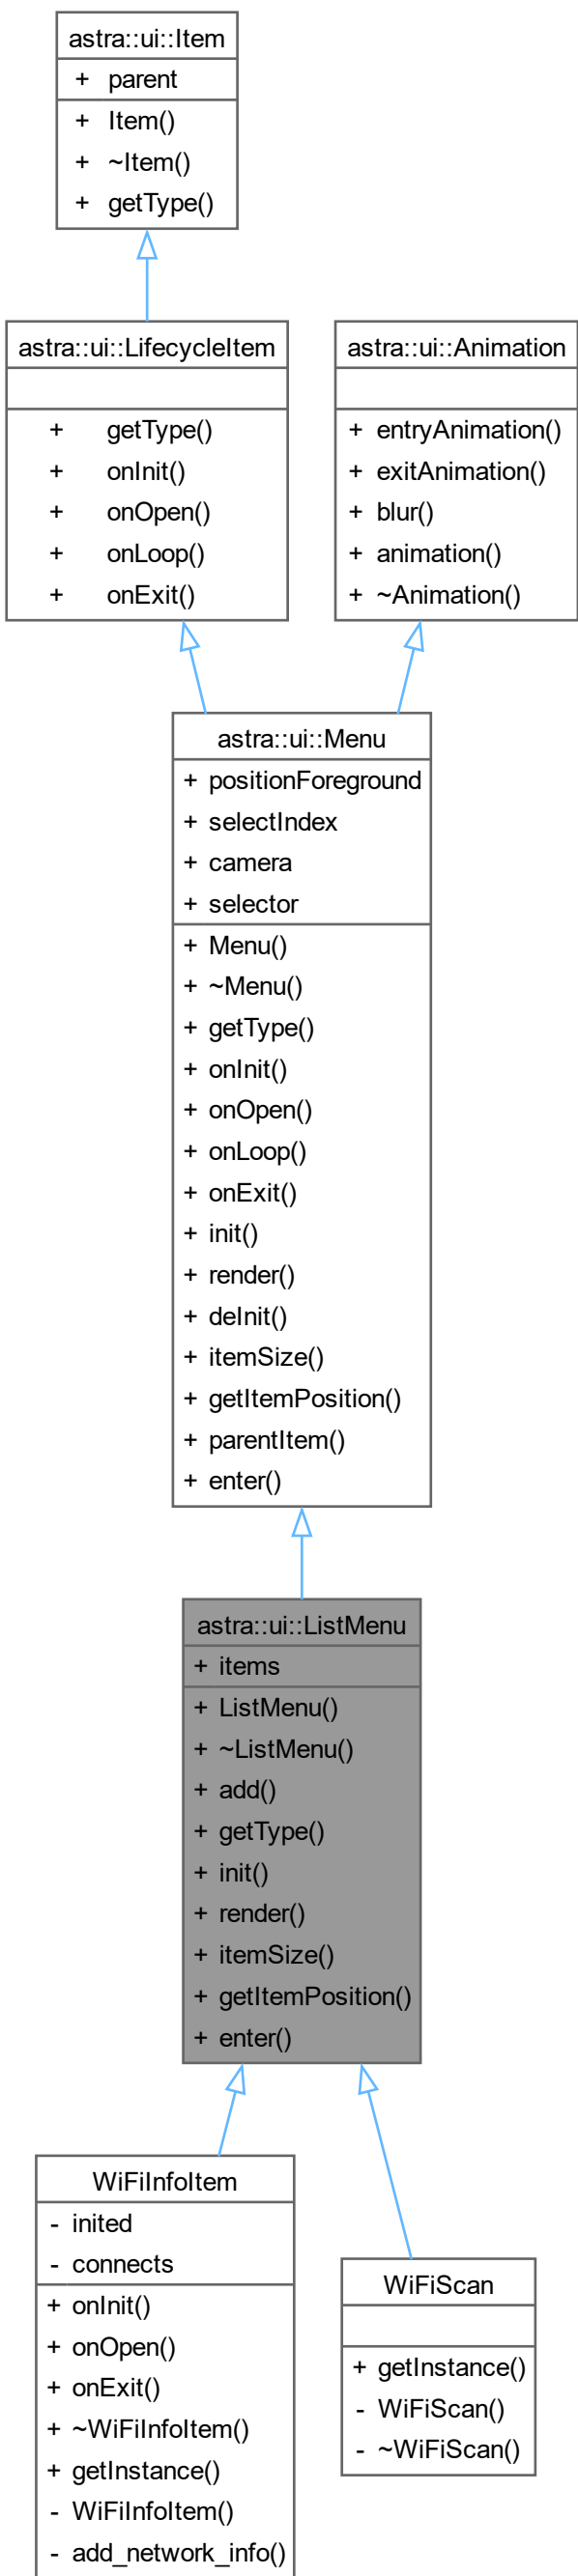 astra::ui::Item
+ parent
+ Item()
+ ~Item()
+ getType()
astra::ui::LifecycleItem
+ getType()
+ onInit()
+ onOpen()
+ onLoop()
+ onExit()
astra::ui::Animation
+ entryAnimation()
+ exitAnimation()
+ blur()
+ animation()
+ ~Animation()
astra::ui::Menu
+ positionForeground
+ selectIndex
+ camera
+ selector
+ Menu()
+ ~Menu()
+ getType()
+ onInit()
+ onOpen()
+ onLoop()
+ onExit()
+ init()
+ render()
+ deInit()
+ itemSize()
+ getItemPosition()
+ parentItem()
+ enter()
astra::ui::ListMenu
+ items
+ ListMenu()
+ ~ListMenu()
+ add()
+ getType()
+ init()
+ render()
+ itemSize()
+ getItemPosition()
+ enter()
WiFiInfoItem
- inited
- connects
+ onInit()
+ onOpen()
+ onExit()
+ ~WiFiInfoItem()
+ getInstance()
- WiFiInfoItem()
- add_network_info()
WiFiScan
+ getInstance()
- WiFiScan()
- ~WiFiScan()